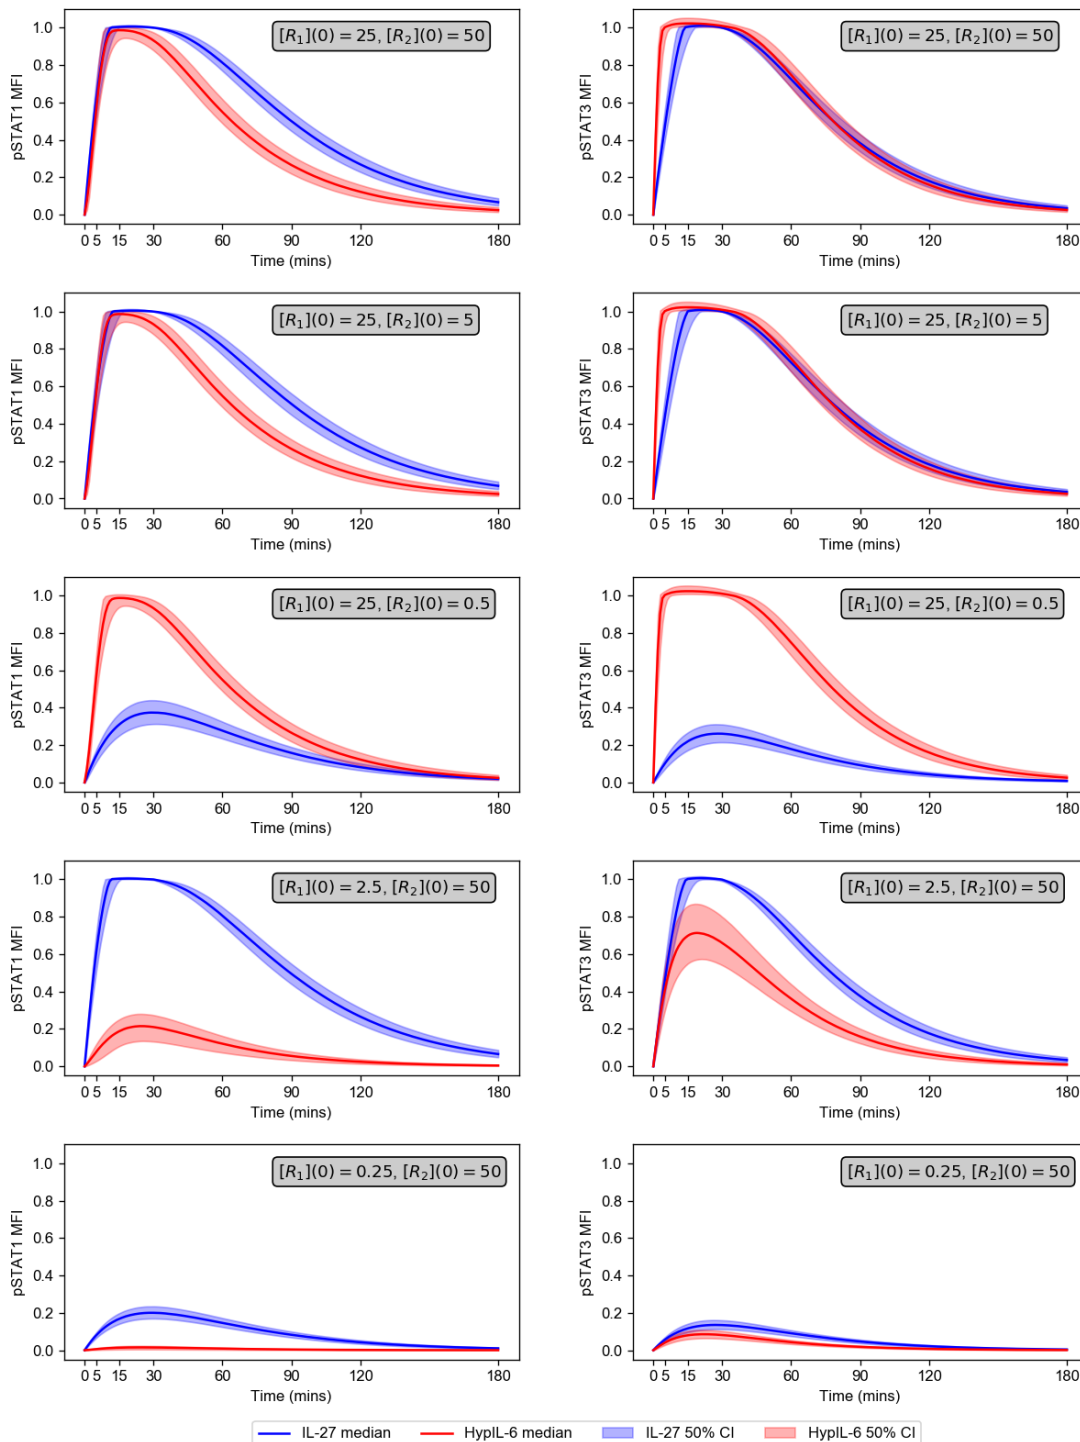 1.0
0.8
0.6
0.4
0.2
0.0
pSTAT1 MFI
[R₁](0) = 25, [R₂](0) = 50
0 5 15 30 60 90 120 180
Time (mins)
1.0
0.8
0.6
0.4
0.2
0.0
pSTAT3 MFI
[R₁](0) = 25, [R₂](0) = 50
0 5 15 30 60 90 120 180
Time (mins)
1.0
0.8
0.6
0.4
0.2
0.0
pSTAT1 MFI
[R₁](0) = 25, [R₂](0) = 5
0 5 15 30 60 90 120 180
Time (mins)
1.0
0.8
0.6
0.4
0.2
0.0
pSTAT3 MFI
[R₁](0) = 25, [R₂](0) = 5
0 5 15 30 60 90 120 180
Time (mins)
1.0
0.8
0.6
0.4
0.2
0.0
pSTAT1 MFI
[R₁](0) = 25, [R₂](0) = 0.5
0 5 15 30 60 90 120 180
Time (mins)
1.0
0.8
0.6
0.4
0.2
0.0
pSTAT3 MFI
[R₁](0) = 25, [R₂](0) = 0.5
0 5 15 30 60 90 120 180
Time (mins)
1.0
0.8
0.6
0.4
0.2
0.0
pSTAT1 MFI
[R₁](0) = 2.5, [R₂](0) = 50
0 5 15 30 60 90 120 180
Time (mins)
1.0
0.8
0.6
0.4
0.2
0.0
pSTAT3 MFI
[R₁](0) = 2.5, [R₂](0) = 50
0 5 15 30 60 90 120 180
Time (mins)
1.0
0.8
0.6
0.4
0.2
0.0
pSTAT1 MFI
[R₁](0) = 0.25, [R₂](0) = 50
0 5 15 30 60 90 120 180
Time (mins)
1.0
0.8
0.6
0.4
0.2
0.0
pSTAT3 MFI
[R₁](0) = 0.25, [R₂](0) = 50
0 5 15 30 60 90 120 180
Time (mins)
IL-27 median HypIL-6 median IL-27 50% CI HypIL-6 50% CI